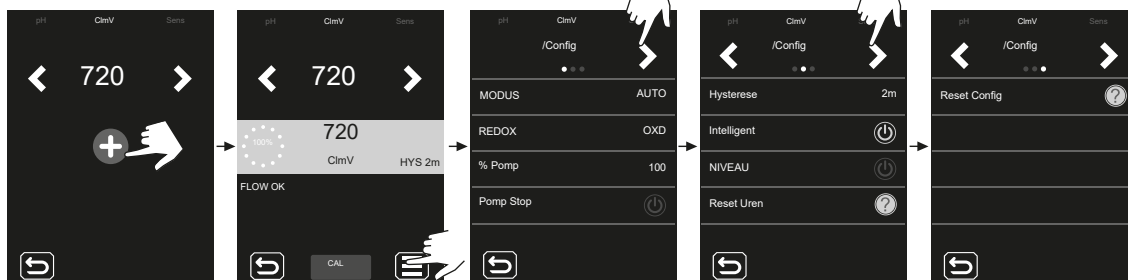 pH ClmV Sens
720
pH ClmV Sens
720
100%
720
ClmV
HYS 2m
FLOW OK
CAL
pH ClmV
/Config
MODUS AUTO
REDOX OXD
% Pomp 100
Pomp Stop
pH ClmV
/Config
Hysterese 2m
Intelligent
NIVEAU
Reset Uren ?
pH ClmV Sens
/Config
Reset Config ?